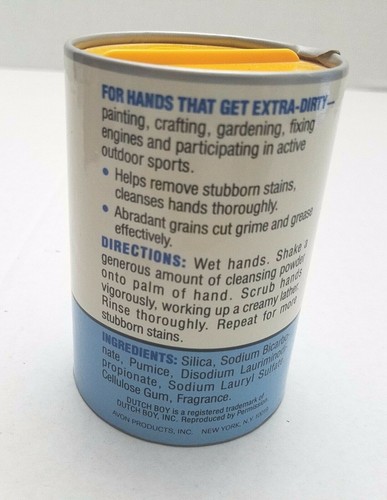 FOR HANDS THAT GET EXTRA-DIRTY—
painting, crafting, gardening, fixing
engines and participating in active
outdoor sports.
• Helps remove stubborn stains,
cleanses hands thoroughly.
• Abradant grains cut grime and grease
effectively.
DIRECTIONS: Wet hands. Shake a
generous amount of cleansing powder
onto palm of hand. Scrub hands
vigorously, working up a creamy lather.
Rinse thoroughly. Repeat for more
stubborn stains.
INGREDIENTS: Silica, Sodium Bicarbo-
nate, Pumice, Disodium Lauriminodi-
propionate, Sodium Lauryl Sulfate,
Cellulose Gum, Fragrance.
DUTCH BOY is a registered trademark of
DUTCH BOY, INC. Reproduced by Permission.
AVON PRODUCTS, INC. NEW YORK, N.Y.